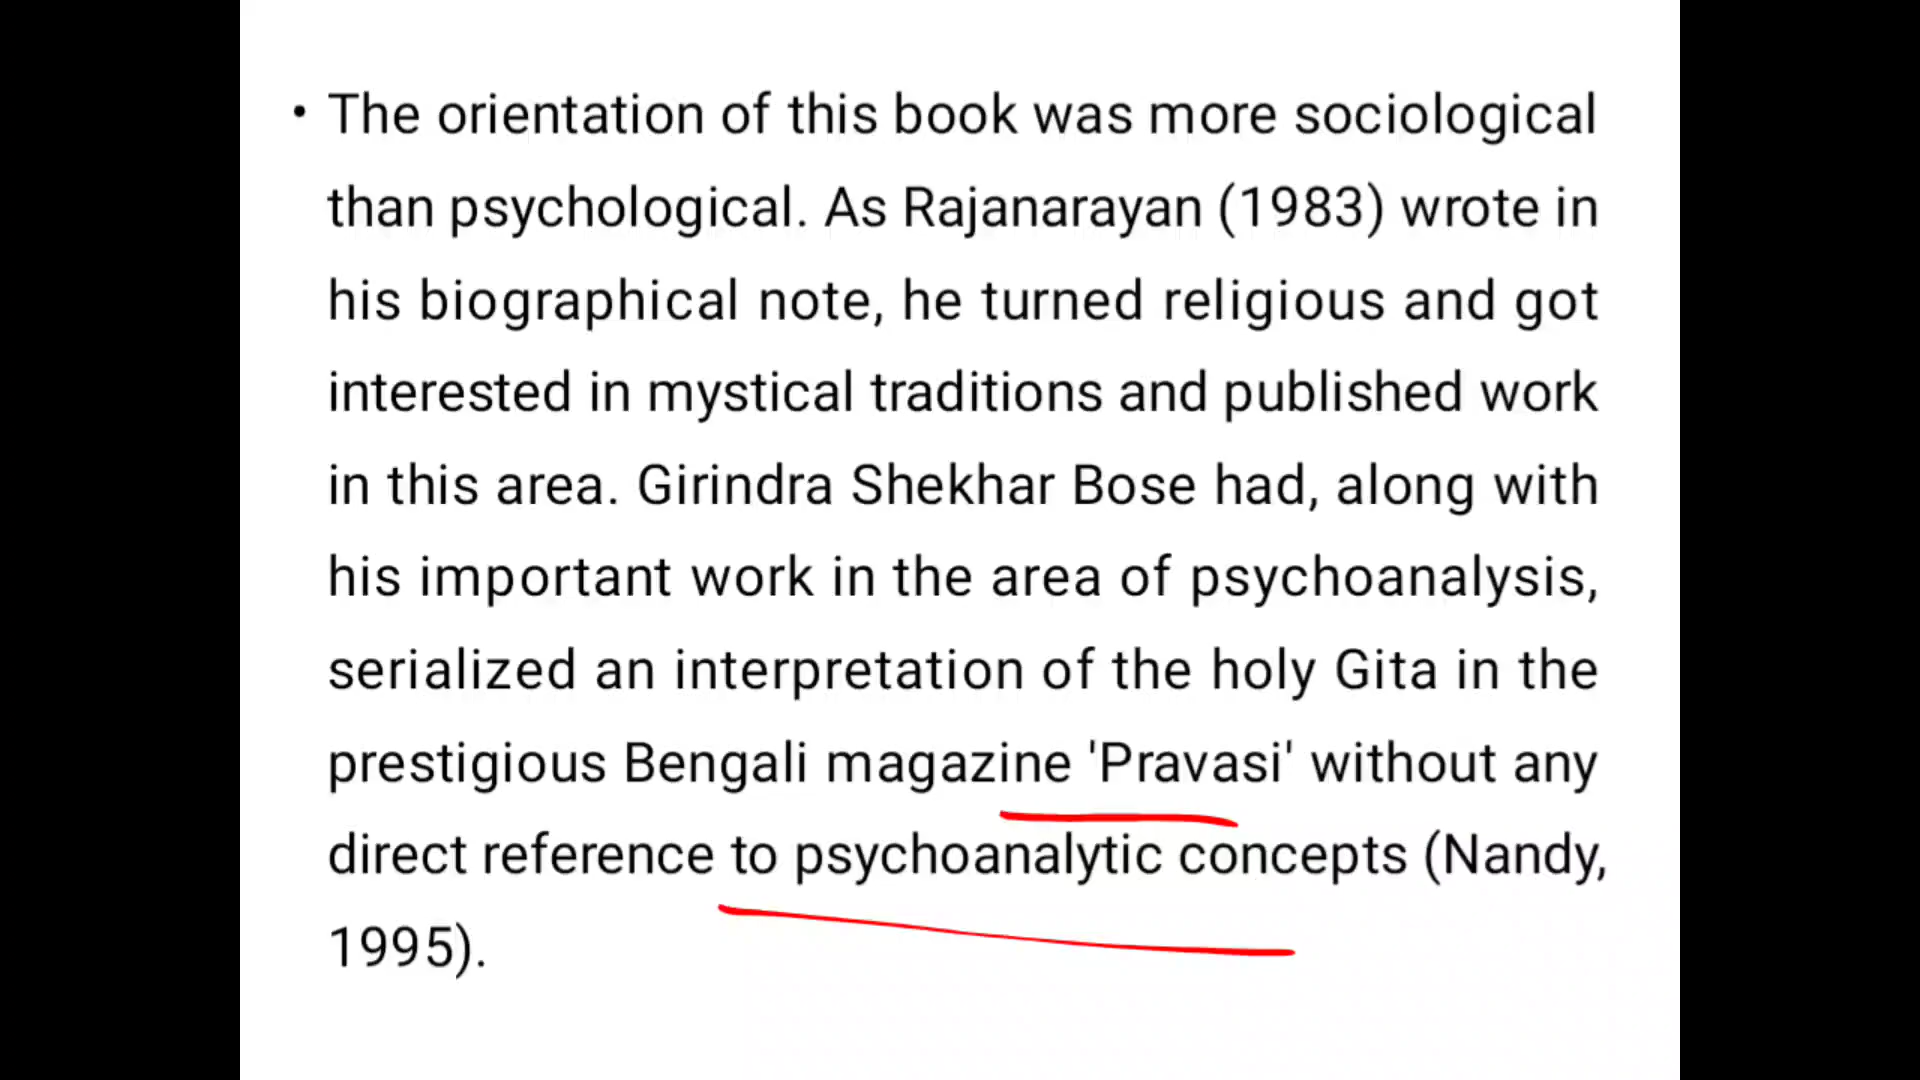 • The orientation of this book was more sociological
than psychological. As Rajanarayan (1983) wrote in
his biographical note, he turned religious and got
interested in mystical traditions and published work
in this area. Girindra Shekhar Bose had, along with
his important work in the area of psychoanalysis,
serialized an interpretation of the holy Gita in the
prestigious Bengali magazine 'Pravasi' without any
direct reference to psychoanalytic concepts (Nandy,
1995).